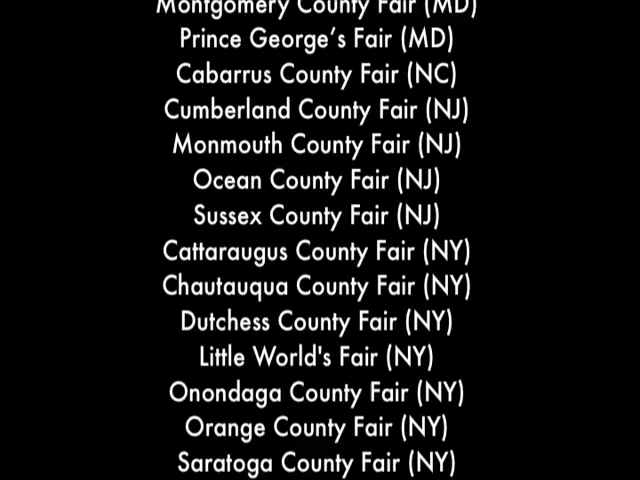 Montgomery County Fair (MD)
Prince George’s Fair (MD)
Cabarrus County Fair (NC)
Cumberland County Fair (NJ)
Monmouth County Fair (NJ)
Ocean County Fair (NJ)
Sussex County Fair (NJ)
Cattaraugus County Fair (NY)
Chautauqua County Fair (NY)
Dutchess County Fair (NY)
Little World's Fair (NY)
Onondaga County Fair (NY)
Orange County Fair (NY)
Saratoga County Fair (NY)